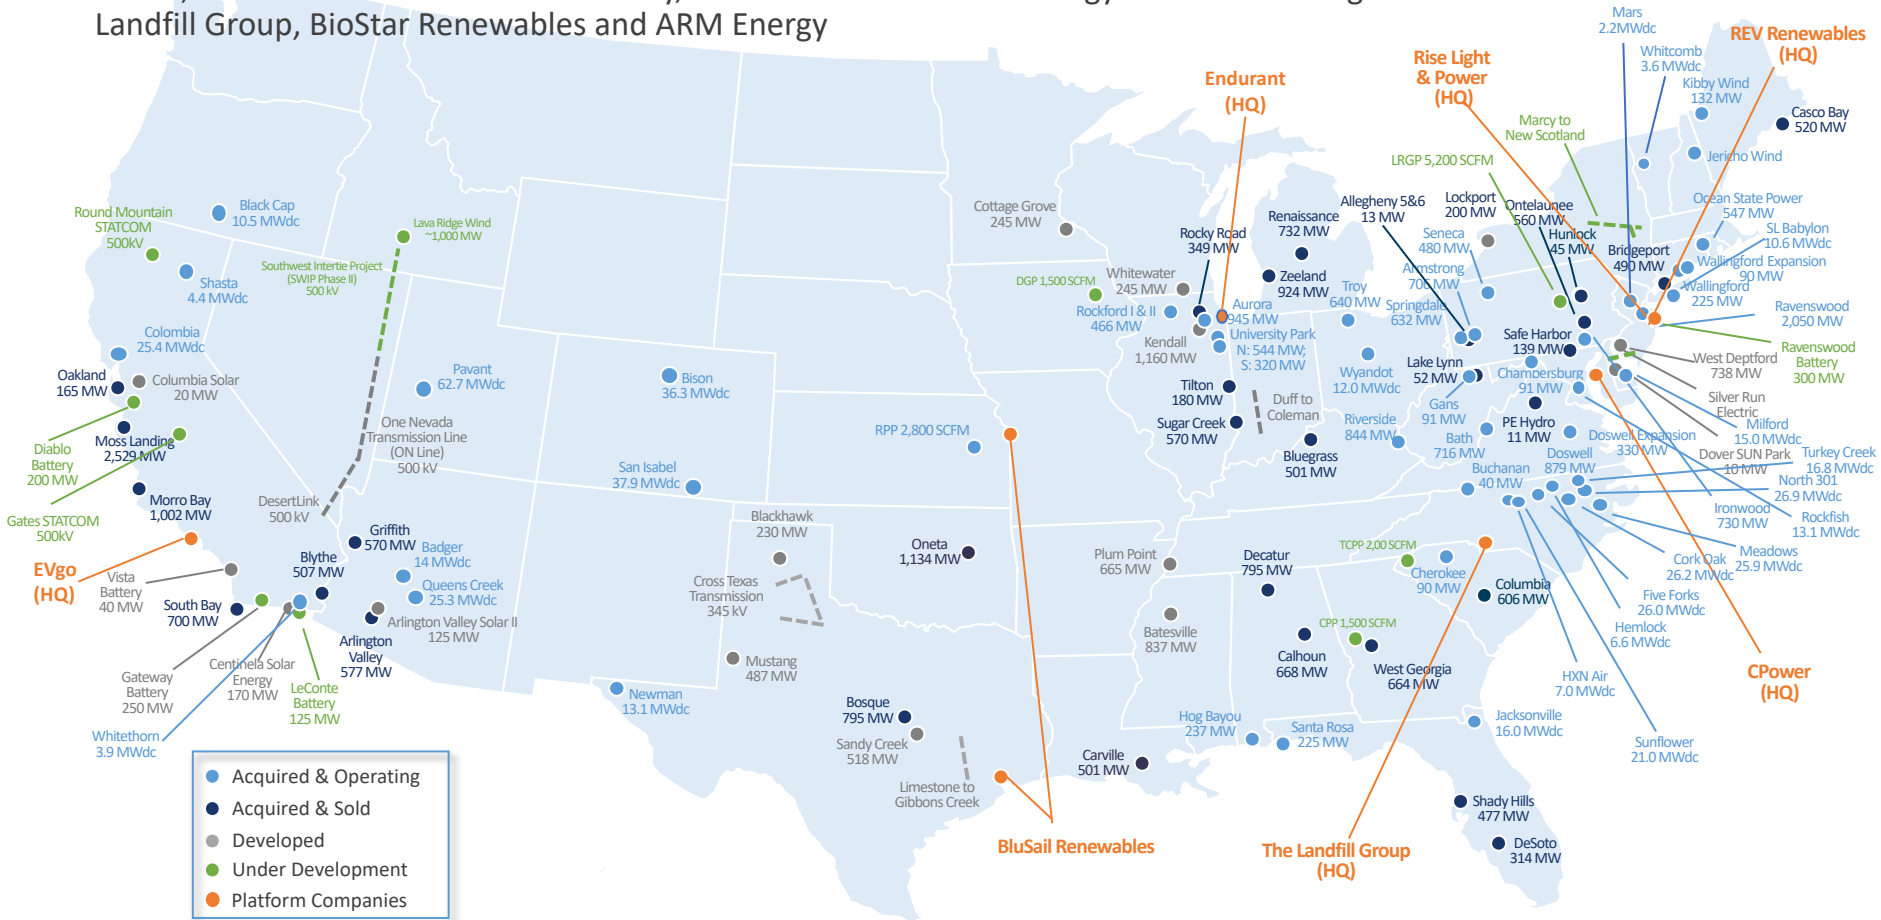 Landfill Group, BioStar Renewables and ARM Energy
Mars
2.2MWdc
REV Renewables
(HQ)
Whitcomb
3.6 MWdc
Rise Light
& Power
(HQ)
Endurant
(HQ)
Kibby Wind
132 MW
Casco Bay
520 MW
Marcy to
New Scotland
Jericho Wind
LRGP 5,200 SCFM
Allegheny 5&6
13 MW
Lockport
200 MW
Ontelaunee
560 MW
Ocean State Power
547 MW
Black Cap
10.5 MWdc
Round Mountain
STATCOM
500kV
Lava Ridge Wind
~1,000 MW
Cottage Grove
245 MW
Renaissance
732 MW
Rocky Road
349 MW
Seneca
480 MW
Hunlock
45 MW
Bridgeport
490 MW
SL Babylon
10.6 MWdc
Wallingford Expansion
90 MW
Wallingford
225 MW
Southwest Intertie Project
(SWIP Phase II)
500 kV
Shasta
4.4 MWdc
DGP 1,500 SCFM
Whitewater
245 MW
Zeeland
924 MW
Troy
640 MW
Armstrong
706 MW
Springdale
632 MW
Rockford I & II
466 MW
Aurora
945 MW
University Park
N: 544 MW;
S: 320 MW
Kendall
1,160 MW
Ravenswood
2,050 MW
Ravenswood
Battery
300 MW
Colombia
25.4 MWdc
Safe Harbor
139 MW
West Deptford
738 MW
Oakland
165 MW
Columbia Solar
20 MW
Pavant
62.7 MWdc
Bison
36.3 MWdc
Tilton
180 MW
Wyandot
12.0 MWdc
Lake Lynn
52 MW
Chambersburg
91 MW
Silver Run
Electric
Duff to
Coleman
Gans
91 MW
Milford
15.0 MWdc
Moss Landing
2,529 MW
Diablo
Battery
200 MW
One Nevada
Transmission Line
(ON Line)
500 kV
RPP 2,800 SCFM
Sugar Creek
570 MW
Riverside
844 MW
PE Hydro
11 MW
Bath
716 MW
Doswell Expansion
330 MW
Doswell
879 MW
Dover SUN Park
10 MW
Turkey Creek
16.8 MWdc
Bluegrass
501 MW
San Isabel
37.9 MWdc
Buchanan
40 MW
North 301
26.9 MWdc
Morro Bay
1,002 MW
DesertLink
500 kV
Gates STATCOM
500kV
Ironwood
730 MW
Rockfish
13.1 MWdc
Blackhawk
230 MW
Griffith
570 MW
Oneta
1,134 MW
Plum Point
665 MW
Decatur
795 MW
TCPP 2,00 SCFM
Cherokee
90 MW
Meadows
25.9 MWdc
Cork Oak
26.2 MWdc
Badger
14 MWdc
Blythe
507 MW
EVgo
(HQ)
Vista
Battery
40 MW
Queens Creek
25.3 MWdc
Cross Texas
Transmission
345 kV
Columbia
606 MW
Five Forks
26.0 MWdc
South Bay
700 MW
Arlington Valley Solar II
125 MW
Batesville
837 MW
CPP 1,500 SCFM
Hemlock
6.6 MWdc
Arlington
Valley
577 MW
Calhoun
668 MW
West Georgia
664 MW
Centinela Solar
Energy
170 MW
Mustang
487 MW
Gateway
Battery
250 MW
LeConte
Battery
125 MW
HXN Air
7.0 MWdc
CPower
(HQ)
Newman
13.1 MWdc
Bosque
795 MW
Hog Bayou
237 MW
Santa Rosa
225 MW
Jacksonville
16.0 MWdc
Whitethorn
3.9 MWdc
Sandy Creek
518 MW
Sunflower
21.0 MWdc
Carville
501 MW
Limestone to
Gibbons Creek
Acquired & Operating
Acquired & Sold
Developed
Under Development
Platform Companies
Shady Hills
477 MW
DeSoto
314 MW
BluSail Renewables
The Landfill Group
(HQ)